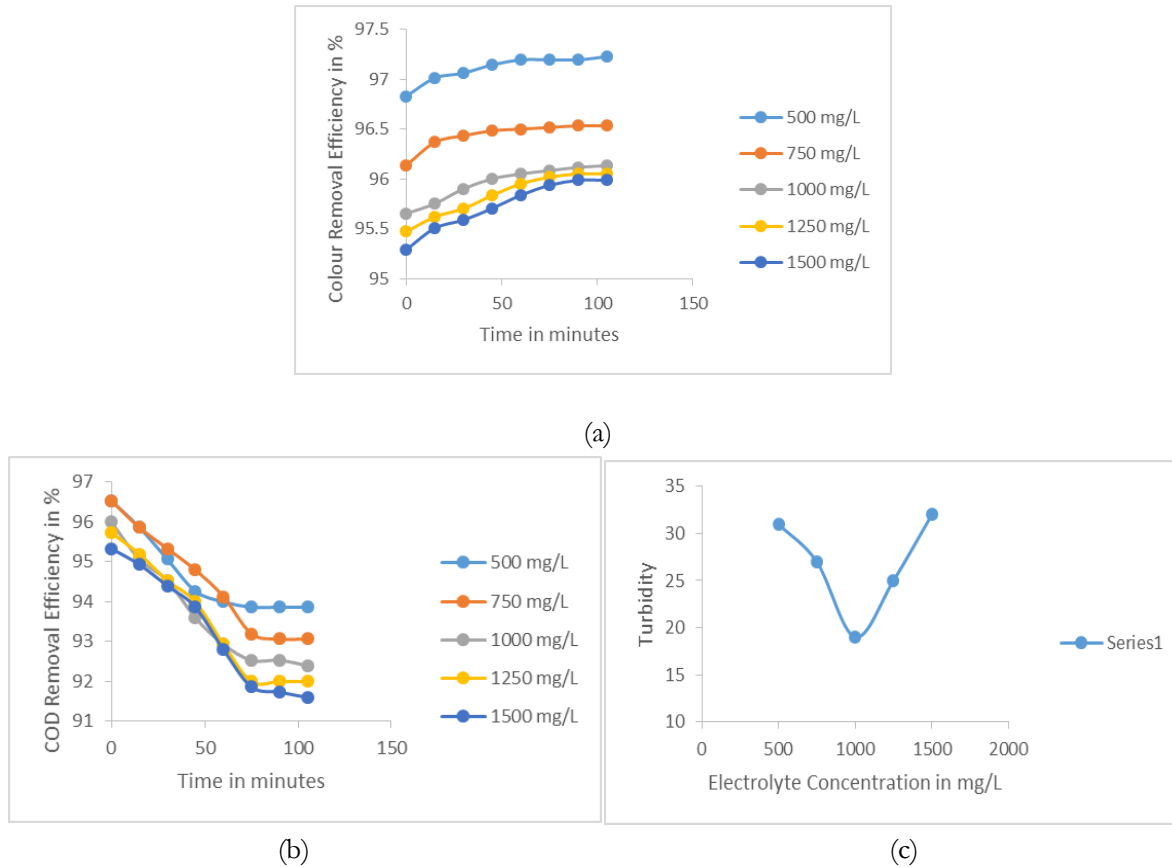 97.5
97
96.5
96
95.5
95
Colour Removal Efficiency in %
0 50 100 150
Time in minutes
500 mg/L
750 mg/L
1000 mg/L
1250 mg/L
1500 mg/L
(a)
97
96
95
94
93
92
91
COD Removal Efficiency in %
0 50 100 150
Time in minutes
500 mg/L
750 mg/L
1000 mg/L
1250 mg/L
1500 mg/L
(b)
35
30
25
20
15
10
Turbidity
0 500 1000 1500 2000
Electrolyte Concentration in mg/L
Series1
(c)